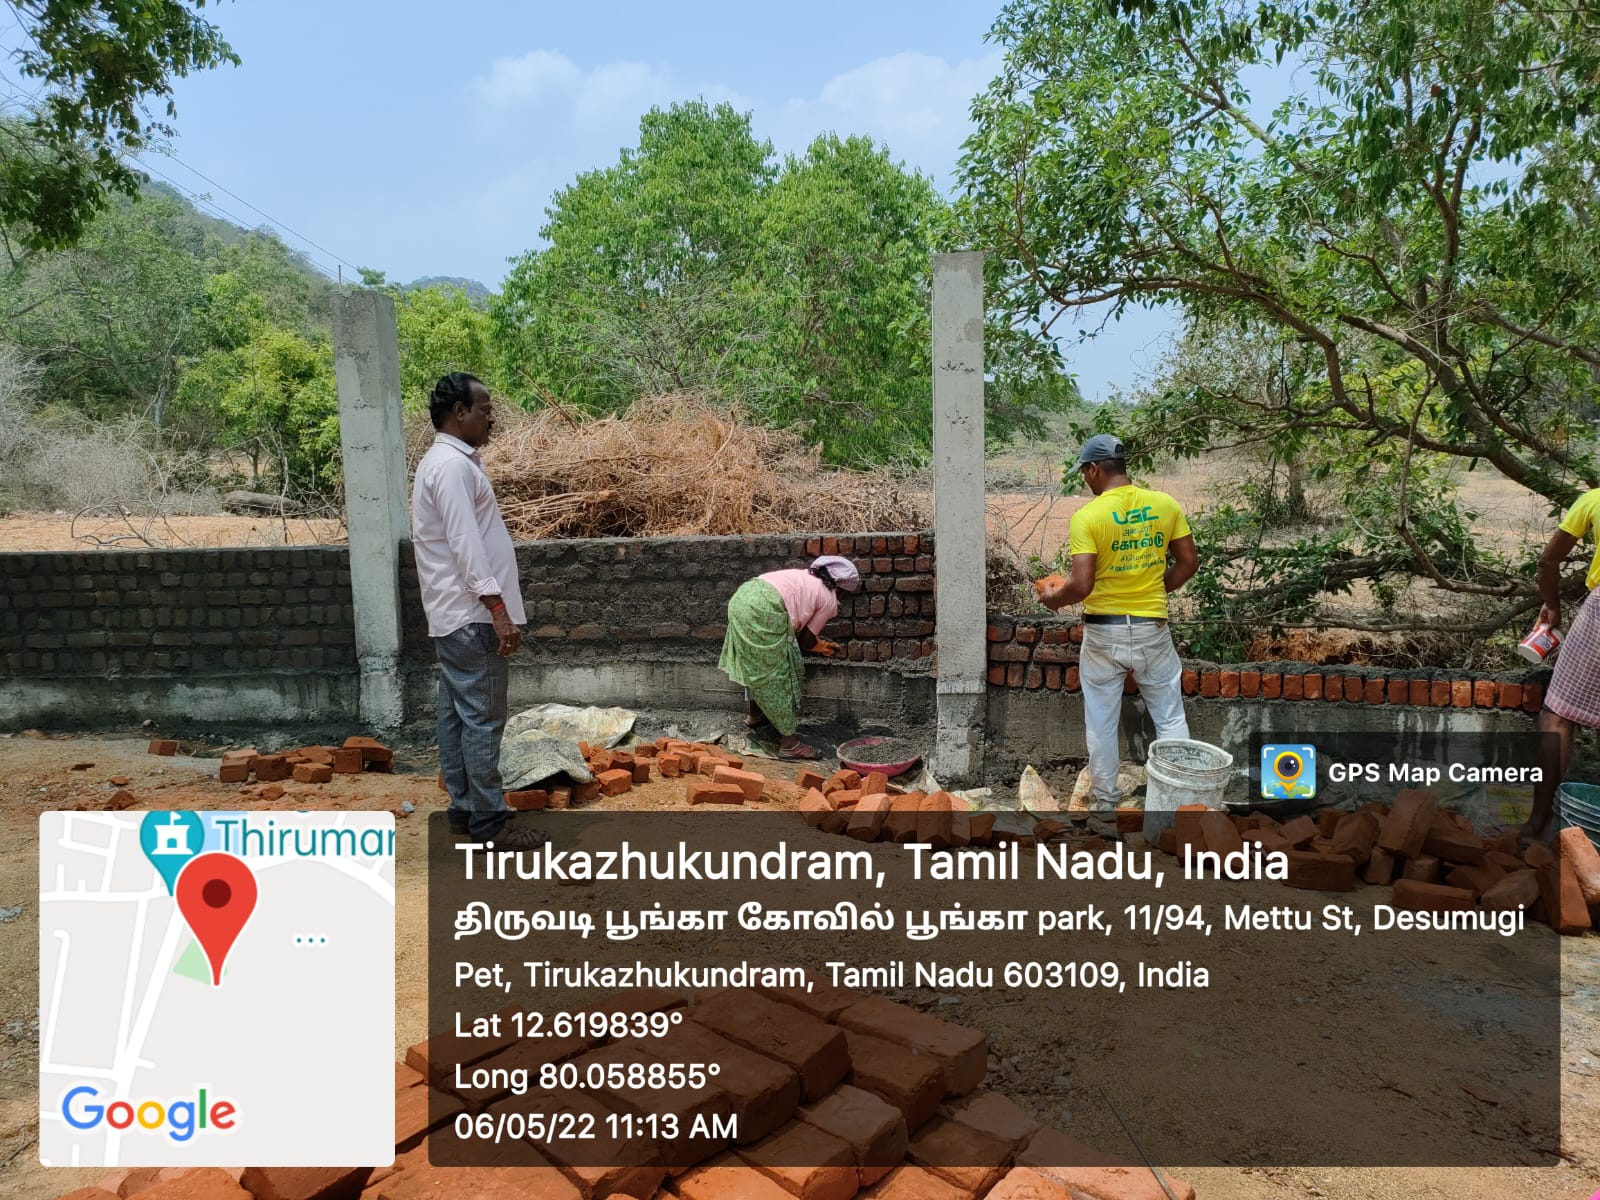 UGC
கோல்டு
GPS Map Camera
Thirumar
Google
Tirukazhukundram, Tamil Nadu, India
திருவடி பூங்கா கோவில் பூங்கா park, 11/94, Mettu St, Desumugi
Pet, Tirukazhukundram, Tamil Nadu 603109, India
Lat 12.619839°
Long 80.058855°
06/05/22 11:13 AM